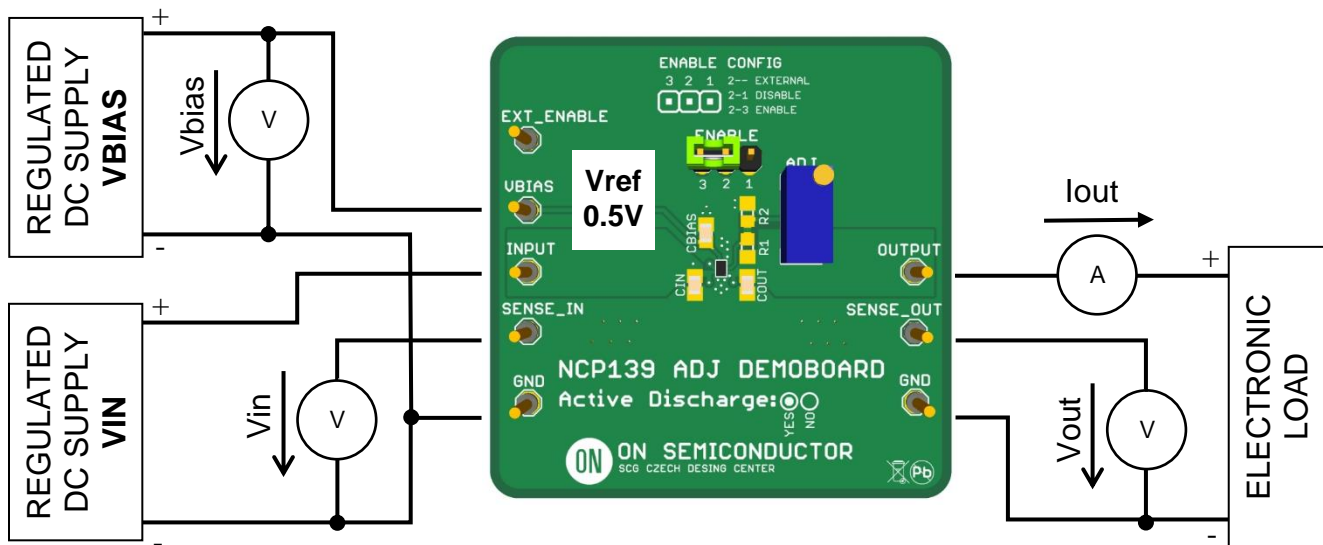 REGULATED
DC SUPPLY
VBIAS
+
-
Vbias
V
REGULATED
DC SUPPLY
VIN
+
-
Vin
V
ENABLE CONFIG
3 2 1
2-- EXTERNAL
2-1 DISABLE
2-3 ENABLE
EXT_ENABLE
ENABLE
3 2 1
ADJ
VBIAS
Vref
0.5V
INPUT
CBIAS
R2
R1
CIN
COUT
OUTPUT
SENSE_IN
SENSE_OUT
NCP139 ADJ DEMOBOARD
GND
GND
Active Discharge:
YES
NO
ON
ON SEMICONDUCTOR
SCG CZECH DESING CENTER
Pb
Iout
A
+
-
Vout
V
ELECTRONIC
LOAD